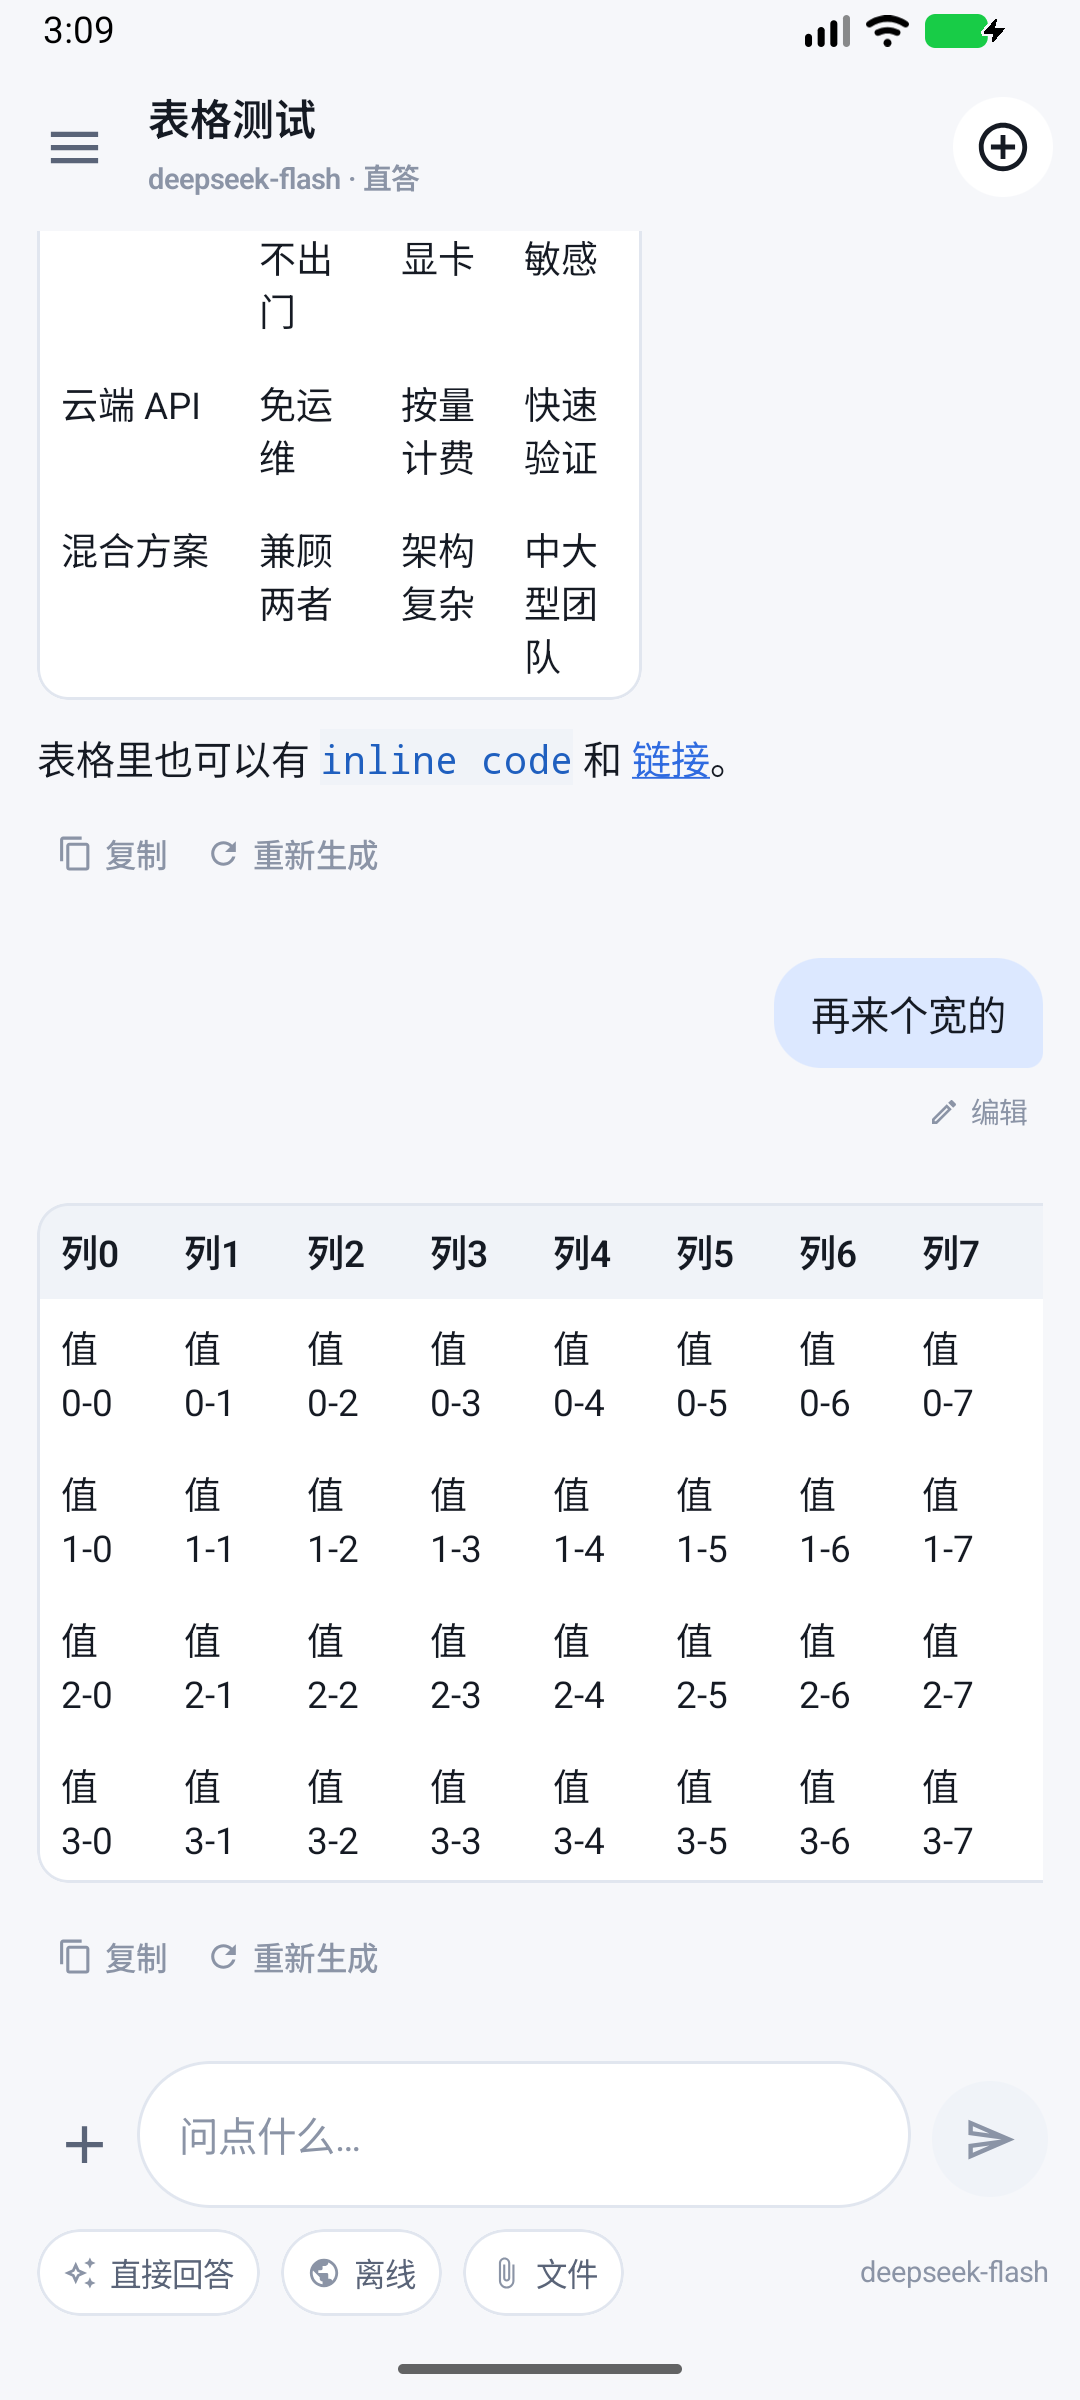 3:09
表格测试
deepseek-flash · 直答
不出 显卡 敏感
门
云端 API 免运 按量 快速
维 计费 验证
混合方案 兼顾 架构 中大
两者 复杂 型团
队
表格里也可以有 inline code 和 链接。
复制 重新生成
再来个宽的
编辑
列0 列1 列2 列3 列4 列5 列6 列7
值 值 值 值 值 值 值 值
0-0 0-1 0-2 0-3 0-4 0-5 0-6 0-7
值 值 值 值 值 值 值 值
1-0 1-1 1-2 1-3 1-4 1-5 1-6 1-7
值 值 值 值 值 值 值 值
2-0 2-1 2-2 2-3 2-4 2-5 2-6 2-7
值 值 值 值 值 值 值 值
3-0 3-1 3-2 3-3 3-4 3-5 3-6 3-7
复制 重新生成
问点什么...
直接回答 离线 文件 deepseek-flash